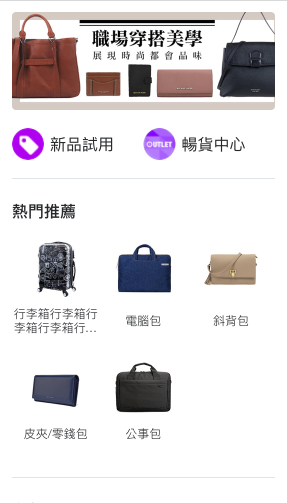 職場穿搭美學
展現時尚都會品味
新品試用
OUTLET
暢貨中心
熱門推薦
行李箱行李箱行
李箱行李箱行...
電腦包
斜背包
皮夾/零錢包
公事包